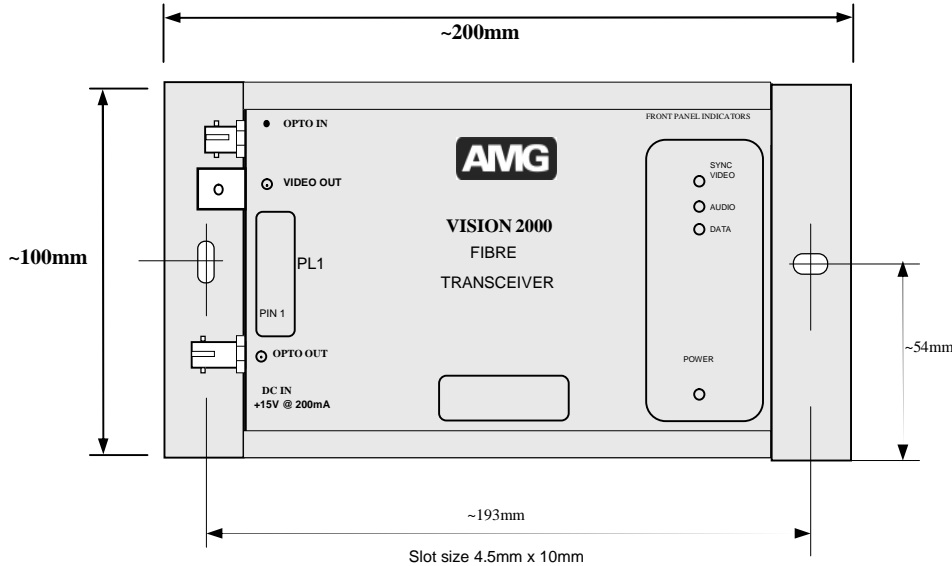 ~200mm
FRONT PANEL INDICATORS
OPTO IN
AMG
SYNC
VIDEO
VIDEO OUT
AUDIO
VISION 2000
DATA
~100mm
PL1
FIBRE
TRANSCEIVER
PIN 1
OPTO OUT
~54mm
POWER
DC IN
+15V @ 200mA
~193mm
Slot size 4.5mm x 10mm